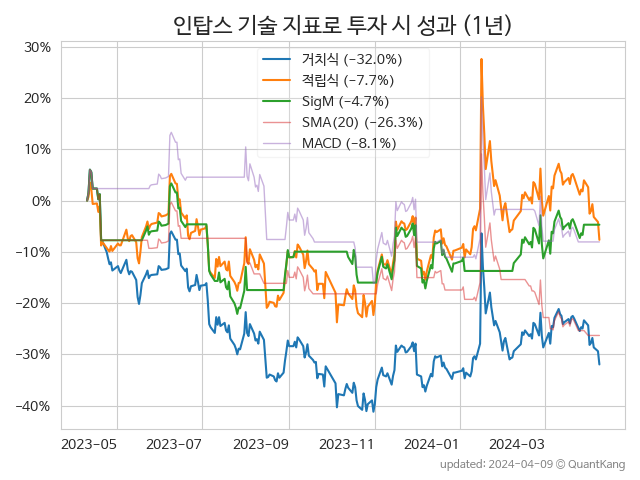 인탑스 기술 지표로 투자 시 성과 (1년)
거치식 (−32.0%)
적립식 (−7.7%)
SigM (−4.7%)
SMA(20) (−26.3%)
MACD (−8.1%)
30%
20%
10%
0%
−10%
−20%
−30%
−40%
2023-05 2023-07 2023-09 2023-11 2024-01 2024-03
updated: 2024-04-09 © QuantKang